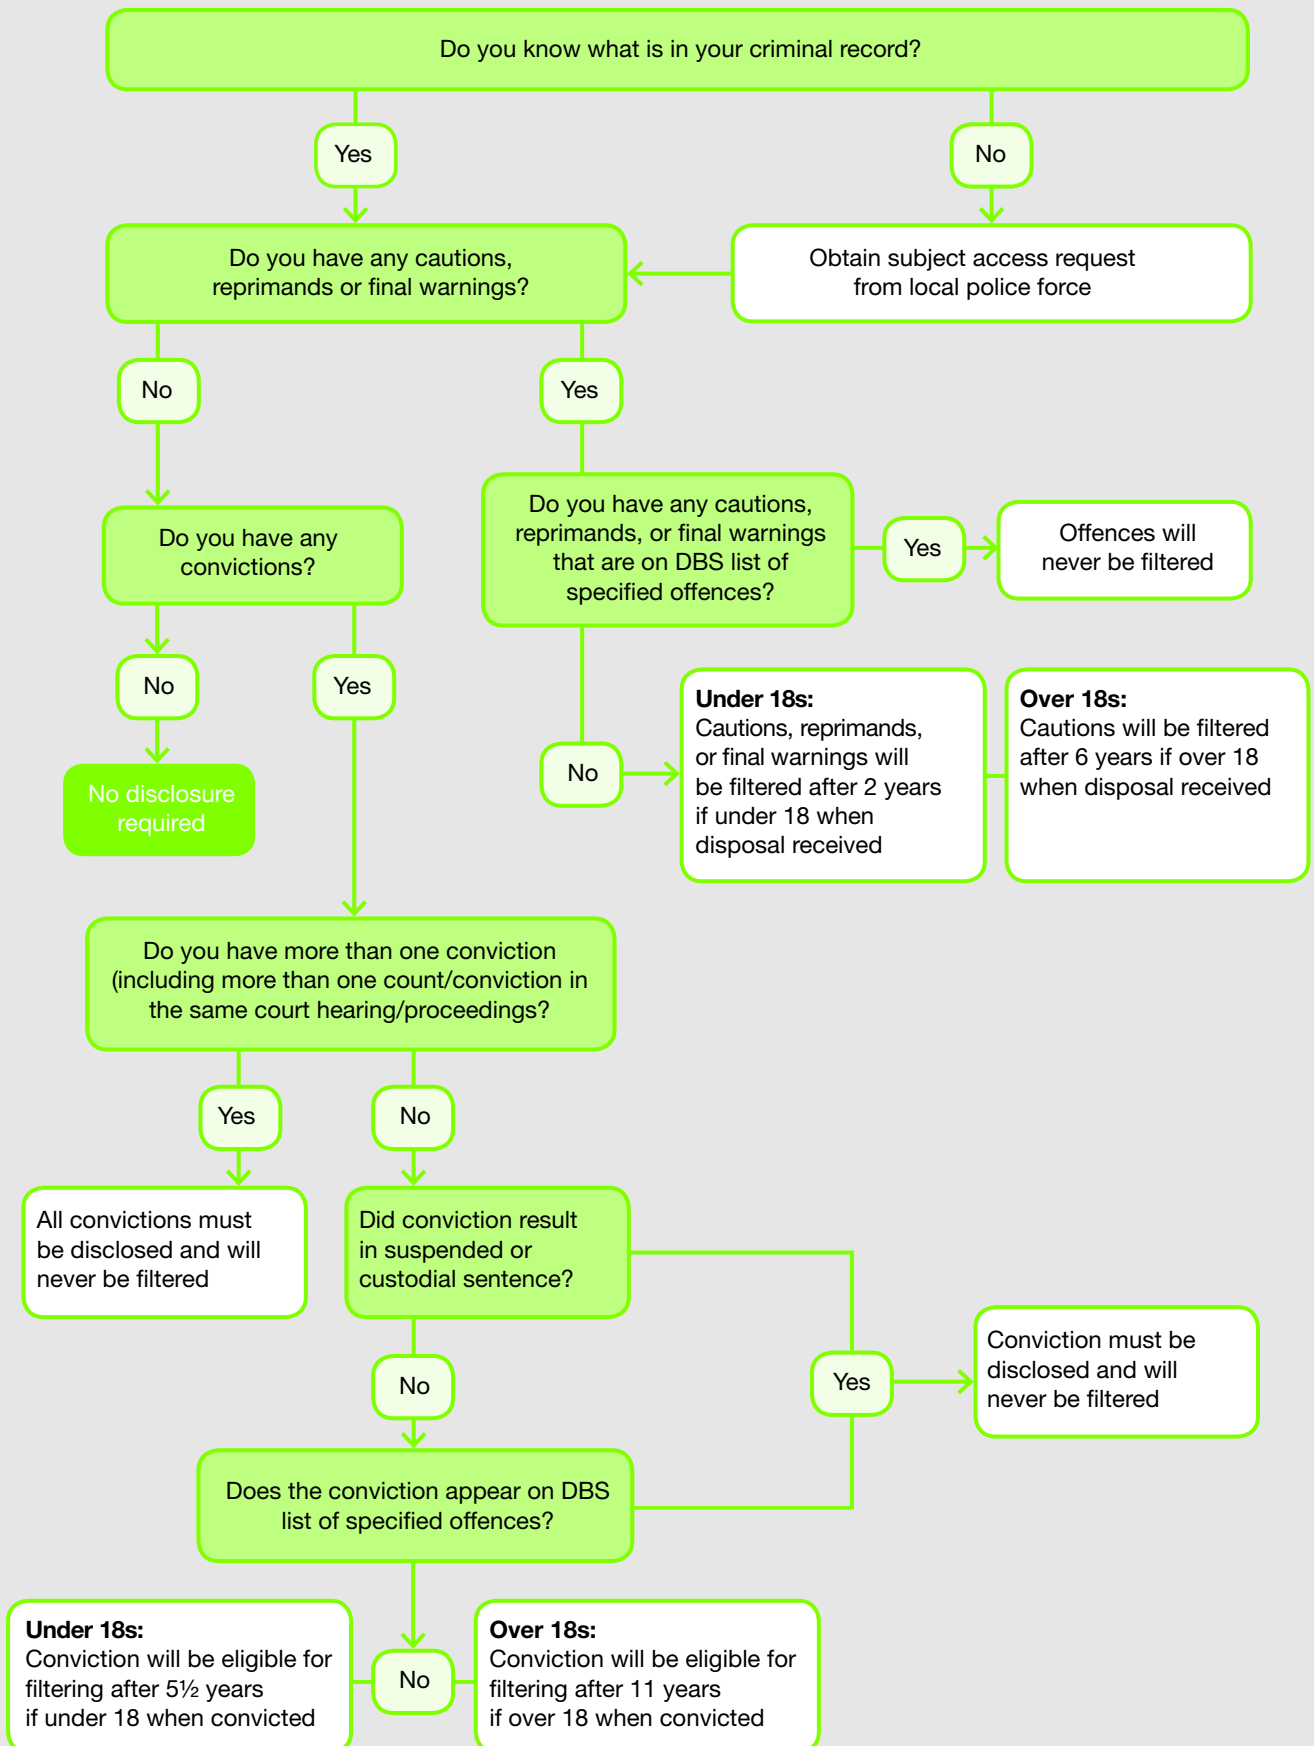 Do you know what is in your criminal record?
Yes
No
Do you have any cautions,
reprimands or final warnings?
Obtain subject access request
from local police force
No
Yes
Do you have any
convictions?
Do you have any cautions,
reprimands, or final warnings
that are on DBS list of
specified offences?
Yes
Offences will
never be filtered
No
Yes
No disclosure
required
No
Under 18s:
Cautions, reprimands,
or final warnings will
be filtered after 2 years
if under 18 when
disposal received
Over 18s:
Cautions will be filtered
after 6 years if over 18
when disposal received
Do you have more than one conviction
(including more than one count/conviction in
the same court hearing/proceedings?
Yes
No
All convictions must
be disclosed and will
never be filtered
Did conviction result
in suspended or
custodial sentence?
No
Yes
Conviction must be
disclosed and will
never be filtered
Does the conviction appear on DBS
list of specified offences?
Under 18s:
Conviction will be eligible for
filtering after 5½ years
if under 18 when convicted
No
Over 18s:
Conviction will be eligible for
filtering after 11 years
if over 18 when convicted